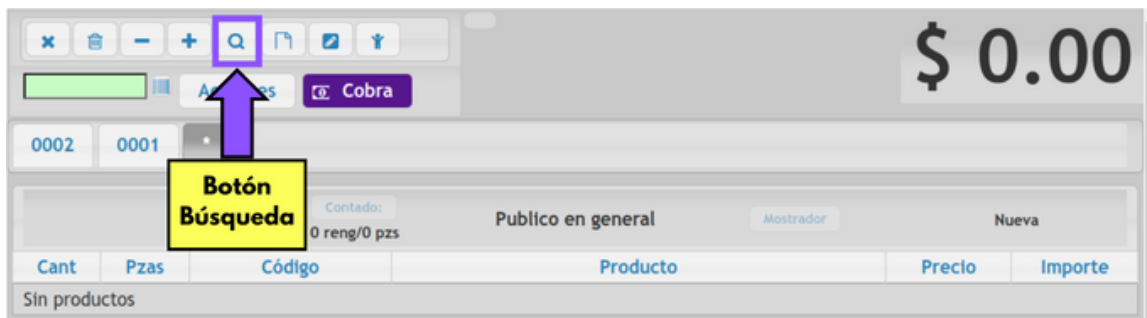 $ 0.00
Cobra
0002 0001 *
Botón
Búsqueda
Contado:
0 reng/0 pzs
Publico en general
Mostrador
Nueva
Cant Pzas Código Producto Precio Importe
Sin productos